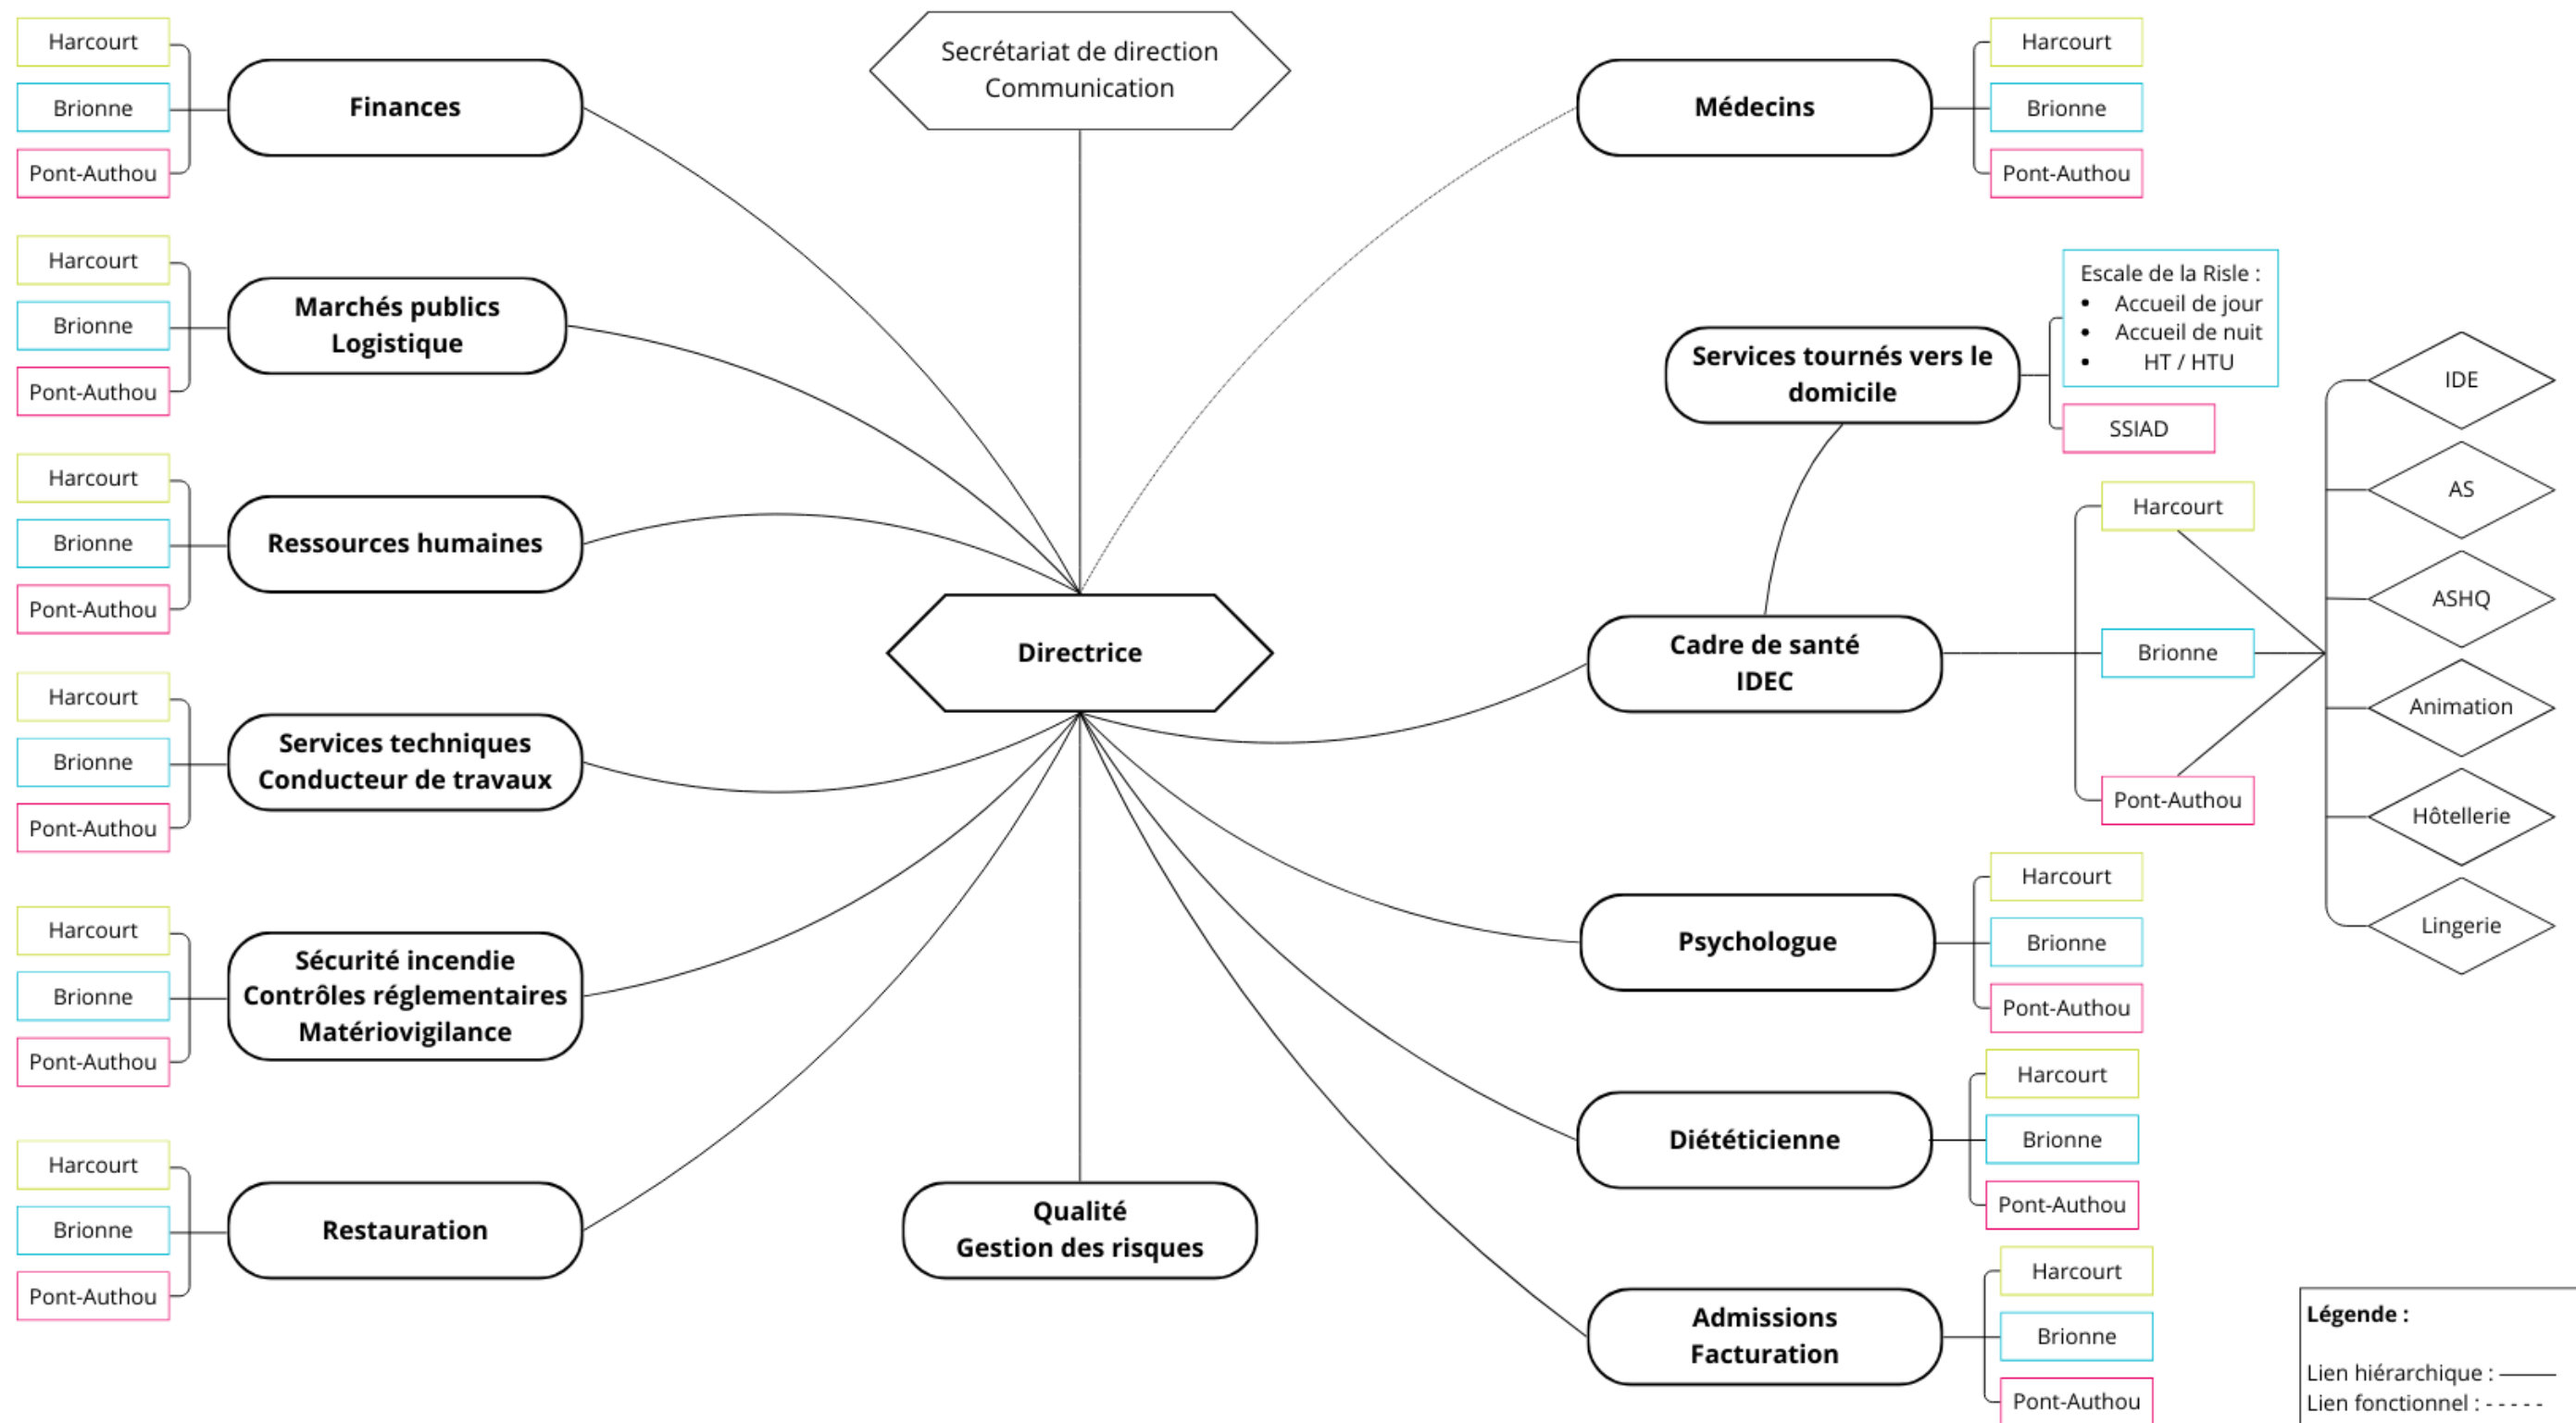 Harcourt
Brionne
Pont-Authou
Finances
Secrétariat de direction
Communication
Médecins
Harcourt
Brionne
Pont-Authou
Harcourt
Brionne
Pont-Authou
Marchés publics
Logistique
Services tournés vers le
domicile
Escale de la Risle :
• Accueil de jour
• Accueil de nuit
• HT / HTU
SSIAD
Harcourt
Brionne
Pont-Authou
Ressources humaines
Directrice
Cadre de santé
IDEC
Harcourt
Brionne
Pont-Authou
IDE
AS
ASHQ
Animation
Hôtellerie
Lingerie
Harcourt
Brionne
Pont-Authou
Services techniques
Conducteur de travaux
Psychologue
Harcourt
Brionne
Pont-Authou
Harcourt
Brionne
Pont-Authou
Sécurité incendie
Contrôles réglementaires
Matériovigilance
Diététicienne
Harcourt
Brionne
Pont-Authou
Harcourt
Brionne
Pont-Authou
Restauration
Qualité
Gestion des risques
Admissions
Facturation
Harcourt
Brionne
Pont-Authou
Légende :
Lien hiérarchique :
Lien fonctionnel : - - - - -